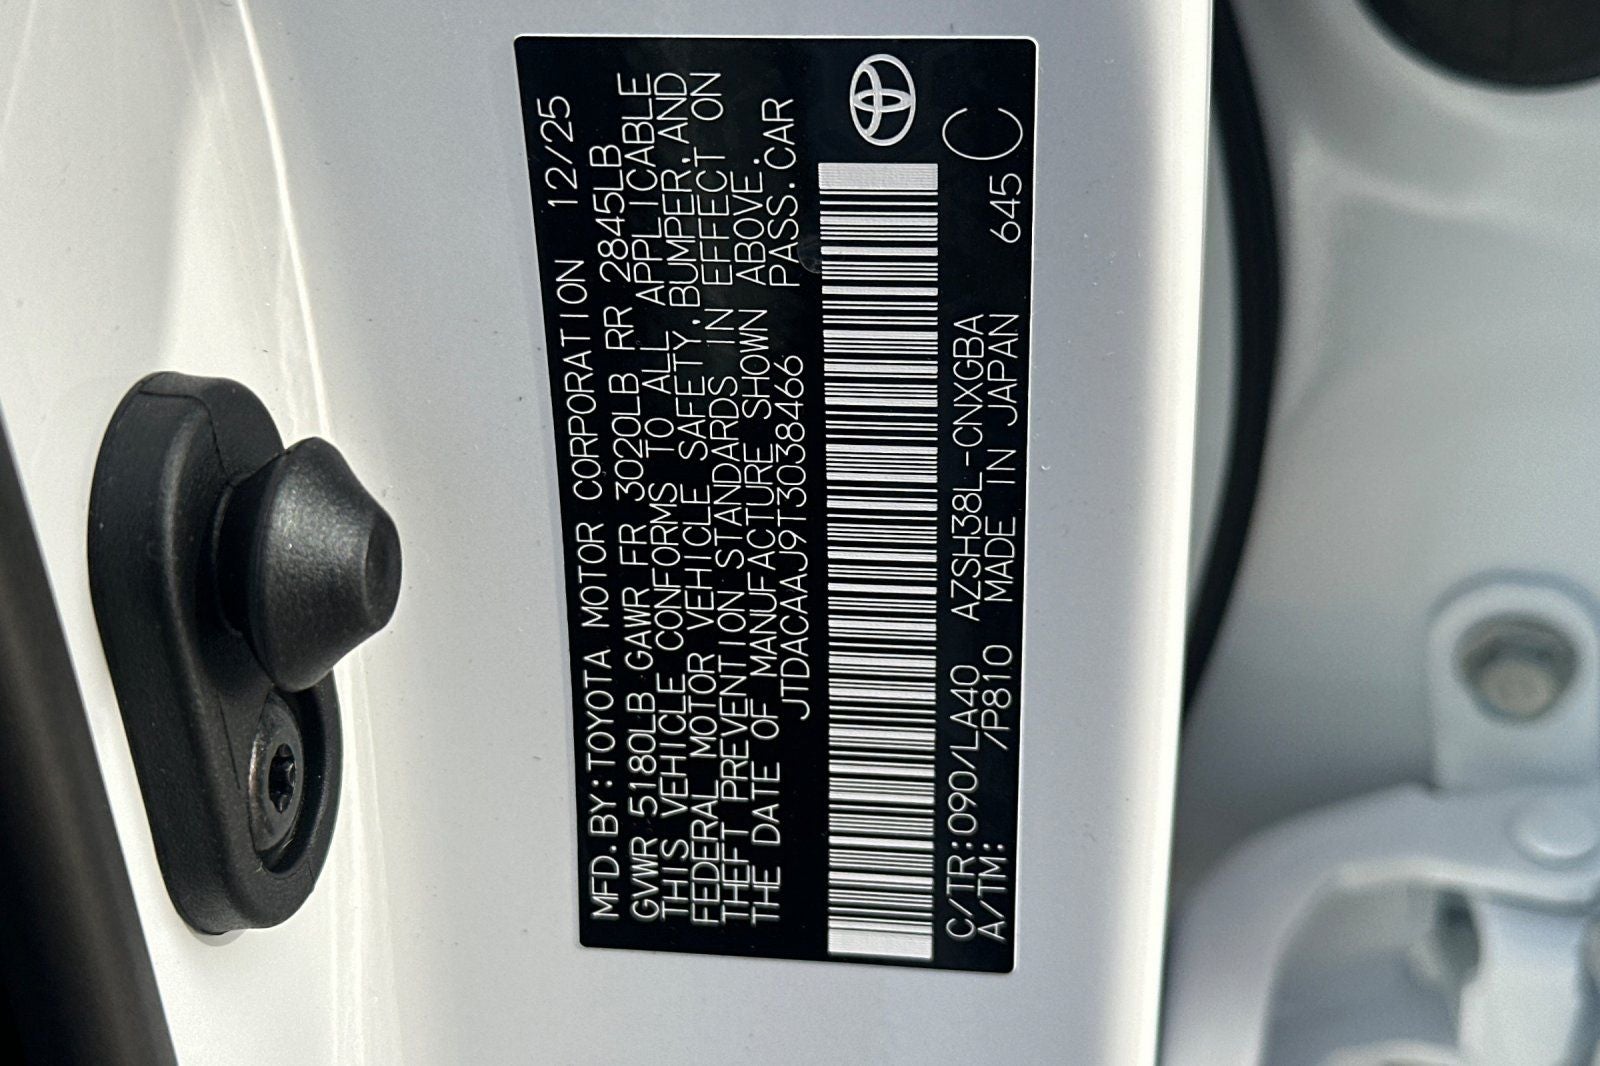 MFD.BY:TOYOTA MOTOR CORPORATION 12/25
GVWR 5180LB GAWR FR 3020LB RR 2845LB
THIS VEHICLE CONFORMS TO ALL APPLICABLE
FEDERAL MOTOR VEHICLE SAFETY,BUMPER,AND
THEFT PREVENTION STANDARDS IN EFFECT ON
THE DATE OF MANUFACTURE SHOWN ABOVE.
JTDACAAJ9T3038466 PASS.CAR
C/TR:090/LA40 AZSH38L-CNXGBA
A/TM: /P810 MADE IN JAPAN 645 C